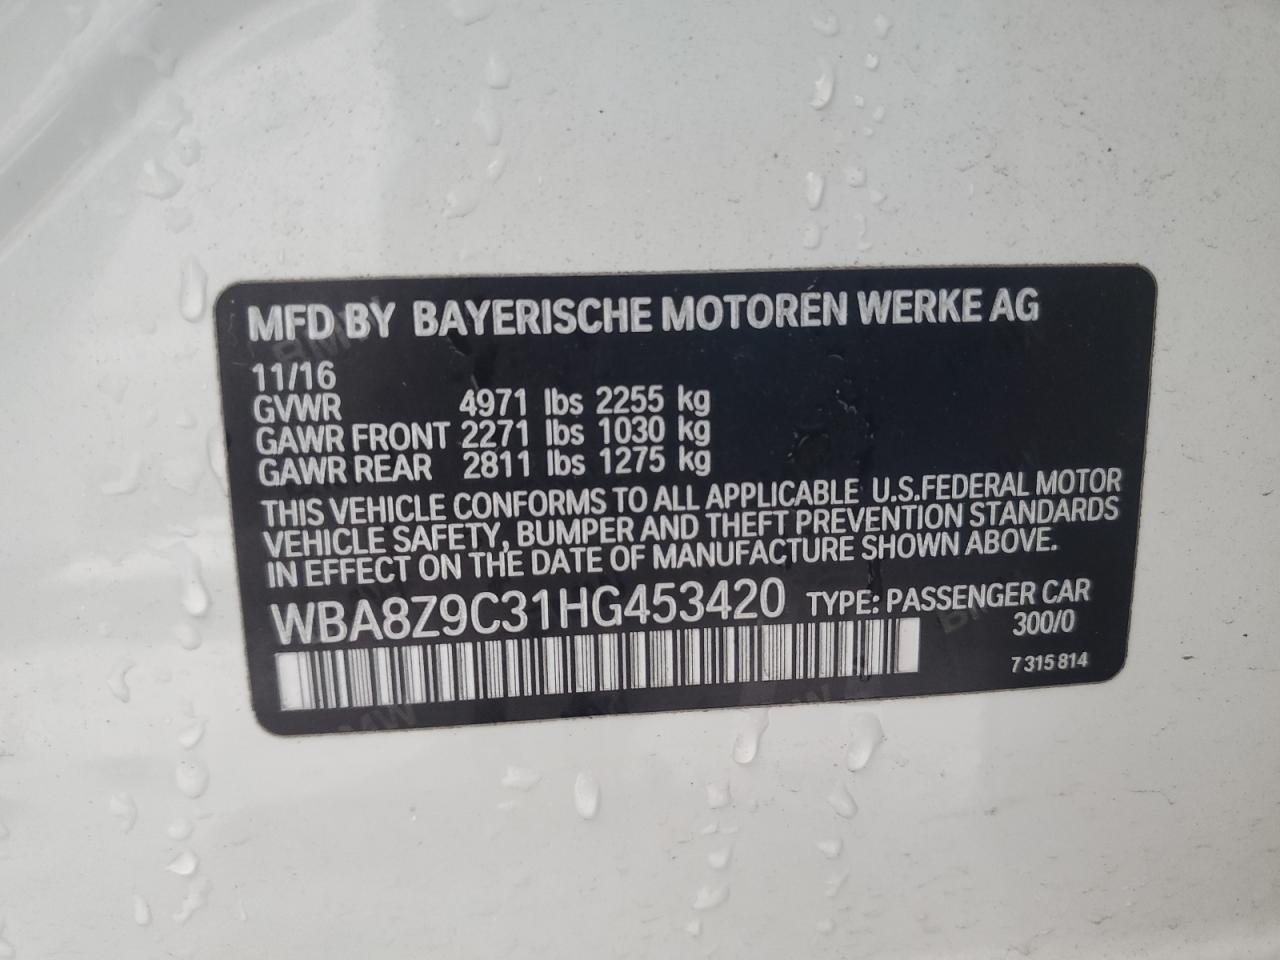 MFD BY BAYERISCHE MOTOREN WERKE AG
11/16
GVWR 4971 lbs 2255 kg
GAWR FRONT 2271 lbs 1030 kg
GAWR REAR 2811 lbs 1275 kg
THIS VEHICLE CONFORMS TO ALL APPLICABLE U.S.FEDERAL MOTOR
VEHICLE SAFETY, BUMPER AND THEFT PREVENTION STANDARDS
IN EFFECT ON THE DATE OF MANUFACTURE SHOWN ABOVE.
WBA8Z9C31HG453420 TYPE: PASSENGER CAR
300/0
7 315 814